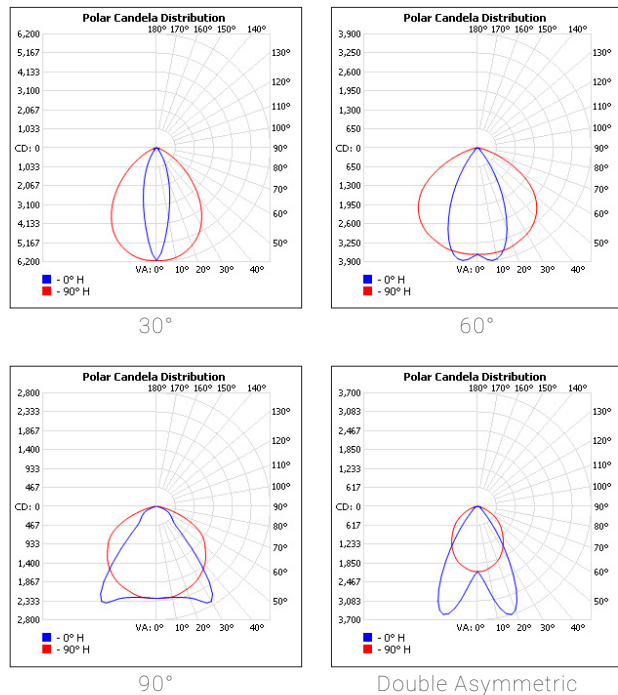 Polar Candela Distribution
6,200 180° 170° 160° 150° 140°
5,167 130°
4,133 120°
3,100 110°
2,067 100°
1,033
CD: 0 90°
1,033 80°
2,067 70°
3,100 60°
4,133
5,167 50°
6,200 VA: 0° 10° 20° 30° 40°
- 0° H
- 90° H
30°
Polar Candela Distribution
3,900 180° 170° 160° 150° 140°
3,250 130°
2,600 120°
1,950 110°
1,300 100°
650
CD: 0 90°
650 80°
1,300 70°
1,950 60°
2,600
3,250 50°
3,900 VA: 0° 10° 20° 30° 40°
- 0° H
- 90° H
60°
Polar Candela Distribution
2,800 180° 170° 160° 150° 140°
2,333 130°
1,867 120°
1,400 110°
933 100°
467
CD: 0 90°
467 80°
933 70°
1,400 60°
1,867
2,333 50°
2,800 VA: 0° 10° 20° 30° 40°
- 0° H
- 90° H
90°
Polar Candela Distribution
3,700 180° 170° 160° 150° 140°
3,083 130°
2,467 120°
1,850 110°
1,233 100°
617
CD: 0 90°
617 80°
1,233 70°
1,850 60°
2,467
3,083 50°
3,700 VA: 0° 10° 20° 30° 40°
- 0° H
- 90° H
Double Asymmetric